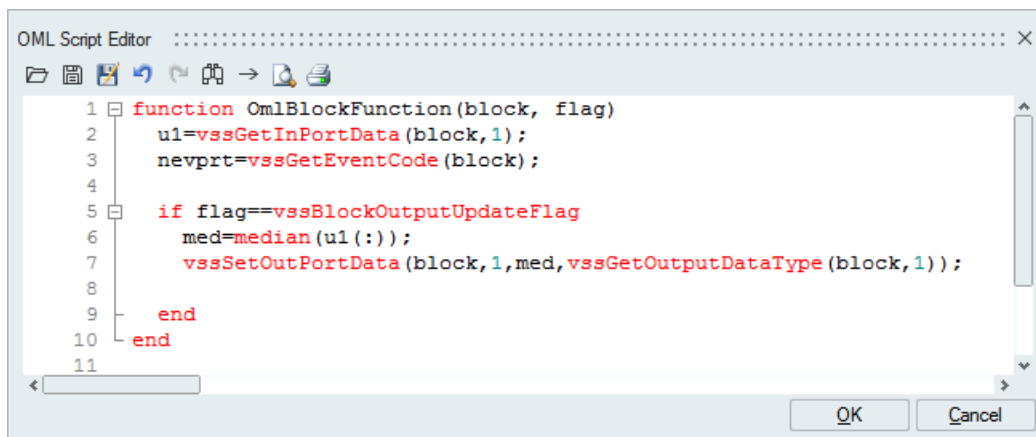 OML Script Editor
1 function OmlBlockFunction(block, flag)
2   u1=vssGetInPortData(block,1);
3   nevprt=vssGetEventCode(block);
4
5   if flag==vssBlockOutputUpdateFlag
6     med=median(u1(:));
7     vssSetOutPortData(block,1,med,vssGetOutputDataType(block,1));
8
9   end
10 end
11
OK Cancel